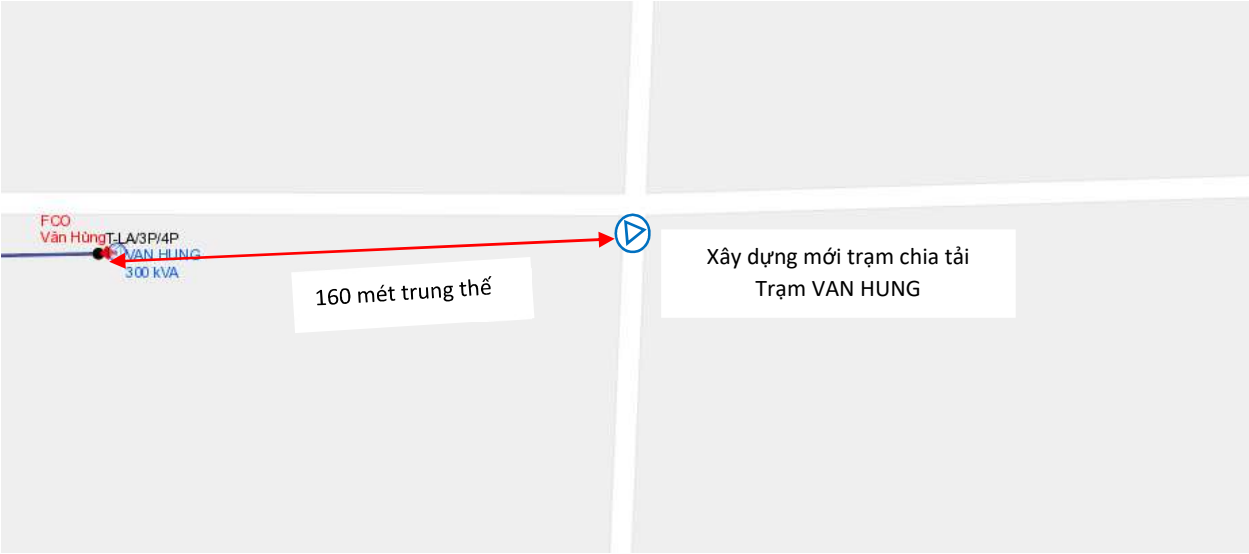 FCO
Văn HùngT-LA/3P/4P
VAN HUNG
300 kVA
160 mét trung thế
Xây dựng mới trạm chia tải
Trạm VAN HUNG